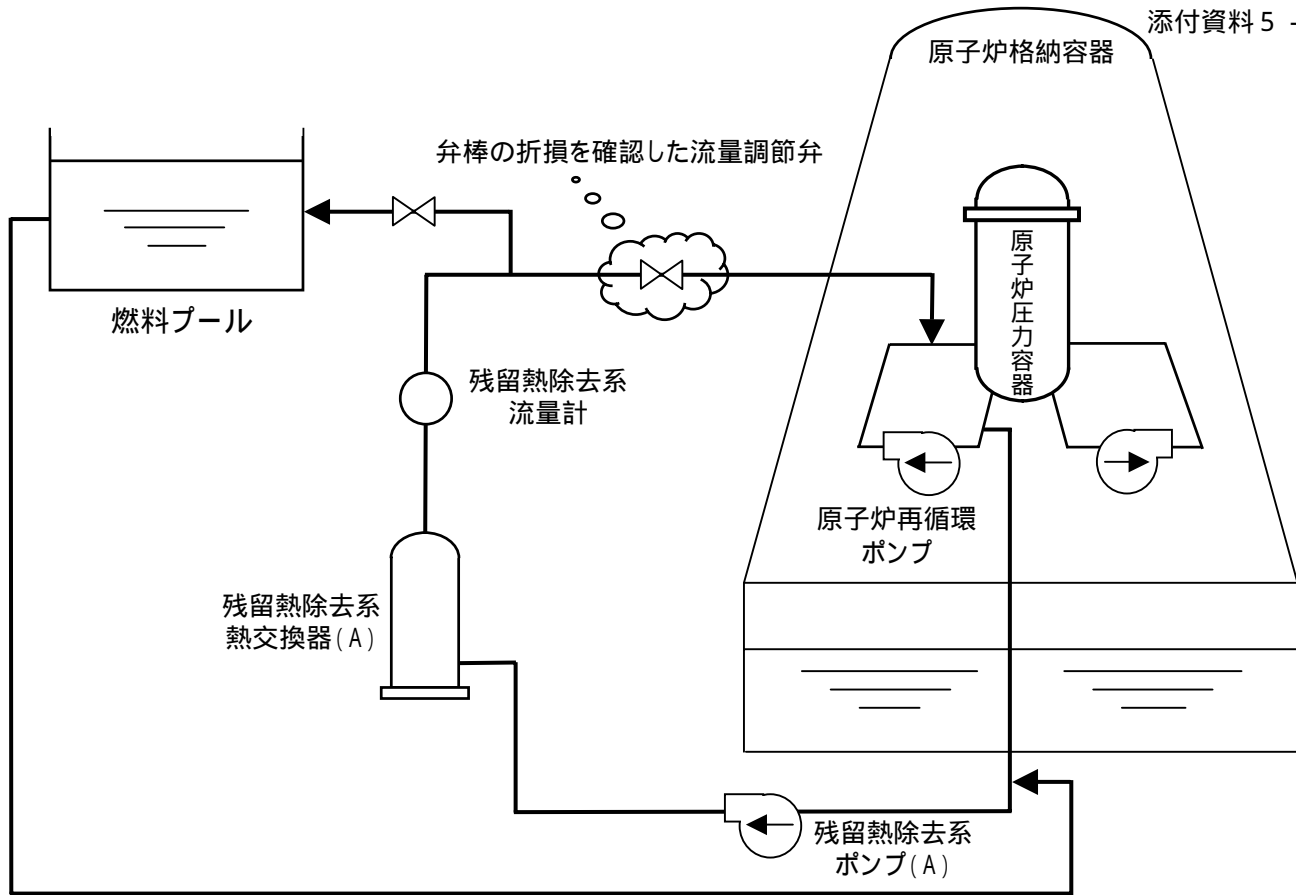 添付資料5 -
原子炉格納容器
弁棒の折損を確認した流量調節弁
原子炉圧力容器
燃料プール
残留熱除去系
流量計
原子炉再循環
ポンプ
残留熱除去系
熱交換器(A)
残留熱除去系
ポンプ(A)